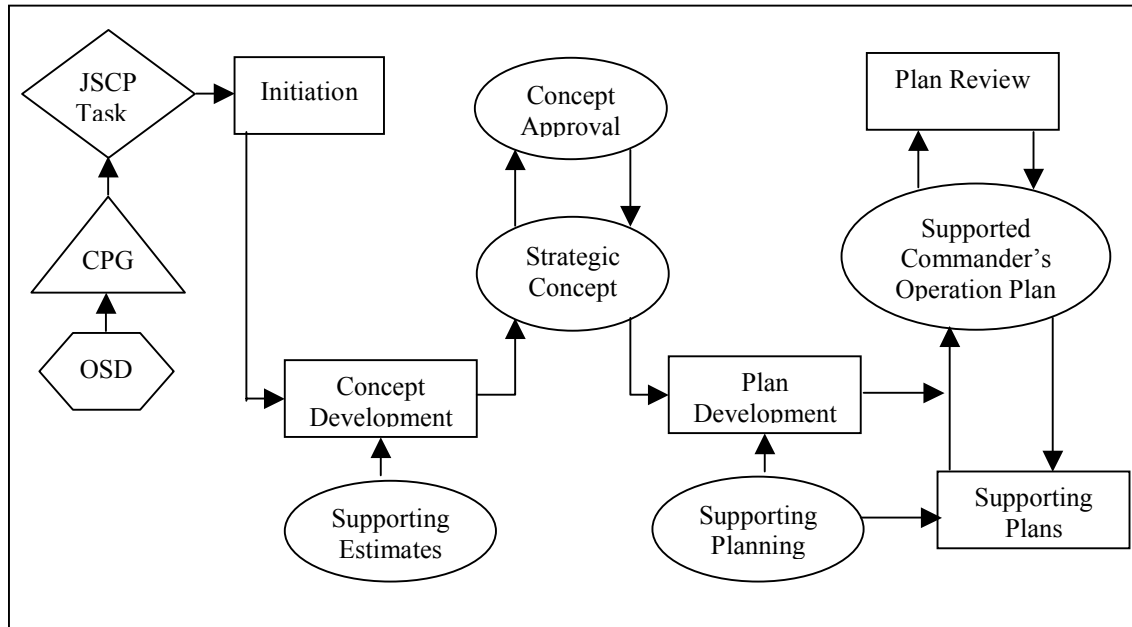 JSCP
Task
Initiation
CPG
OSD
Concept
Development
Supporting
Estimates
Concept
Approval
Strategic
Concept
Plan
Development
Supporting
Planning
Plan Review
Supported
Commander's
Operation Plan
Supporting
Plans